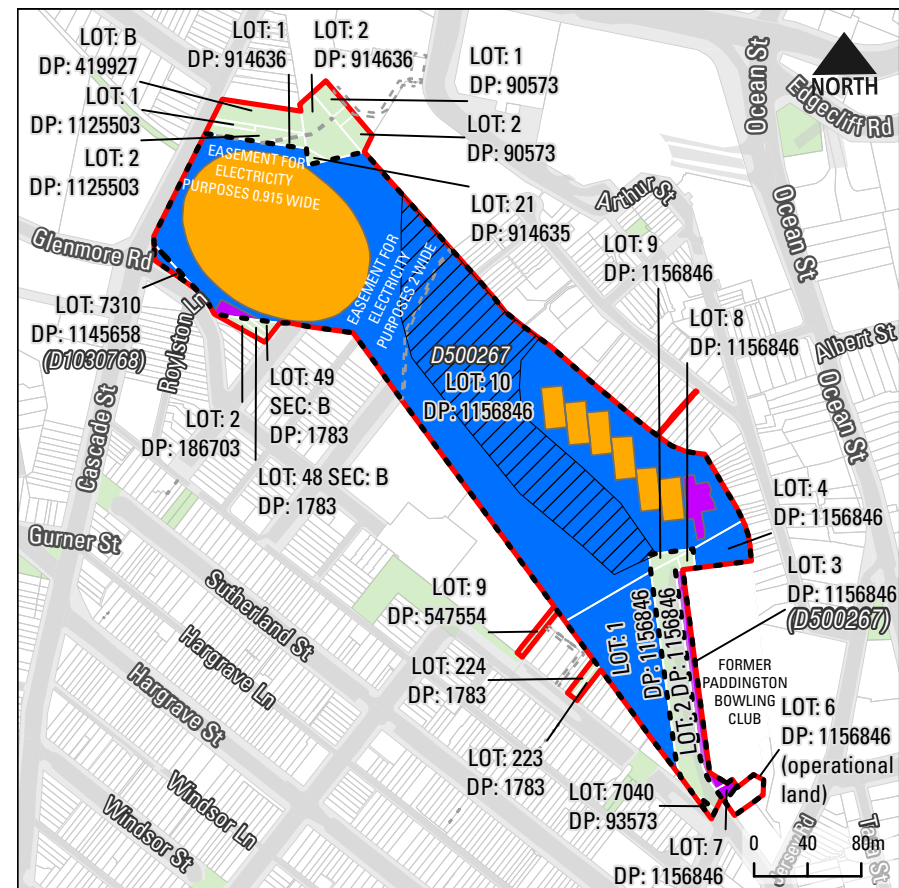 LOT: B
DP: 419927
LOT: 1
DP: 914636
LOT: 2
DP: 914636
LOT: 1
DP: 90573
Ocean St
NORTH
Edgecliff Rd
LOT: 1
DP: 1125503
LOT: 2
DP: 90573
LOT: 2
DP: 1125503
EASEMENT FOR
ELECTRICITY
PURPOSES 0.915 WIDE
Arthur St
Ocean St
LOT: 21
DP: 914635
Glenmore Rd
EASEMENT FOR
ELECTRICITY
PURPOSES 2 WIDE
LOT: 9
DP: 1156846
LOT: 7310
DP: 1145658
(D1030768)
Roylston Ln
LOT: 8
DP: 1156846
Albert St
D500267
LOT: 10
DP: 1156846
LOT: 49
SEC: B
DP: 1783
LOT: 2
DP: 186703
Ocean St
Cascade St
LOT: 48 SEC: B
DP: 1783
LOT: 4
DP: 1156846
Gurner St
LOT: 3
DP: 1156846
(D500267)
Sutherland St
LOT: 9
DP: 547554
LOT: 1
DP: 1156846
LOT: 2 DP: 1156846
Hargrave Ln
FORMER
PADDINGTON
BOWLING
CLUB
LOT: 224
DP: 1783
Hargrave St
LOT: 6
DP: 1156846
(operational
land)
LOT: 223
DP: 1783
Windsor Ln
LOT: 7040
DP: 93573
Windsor St
LOT: 7
DP: 1156846
Jersey Rd
0 40 80m